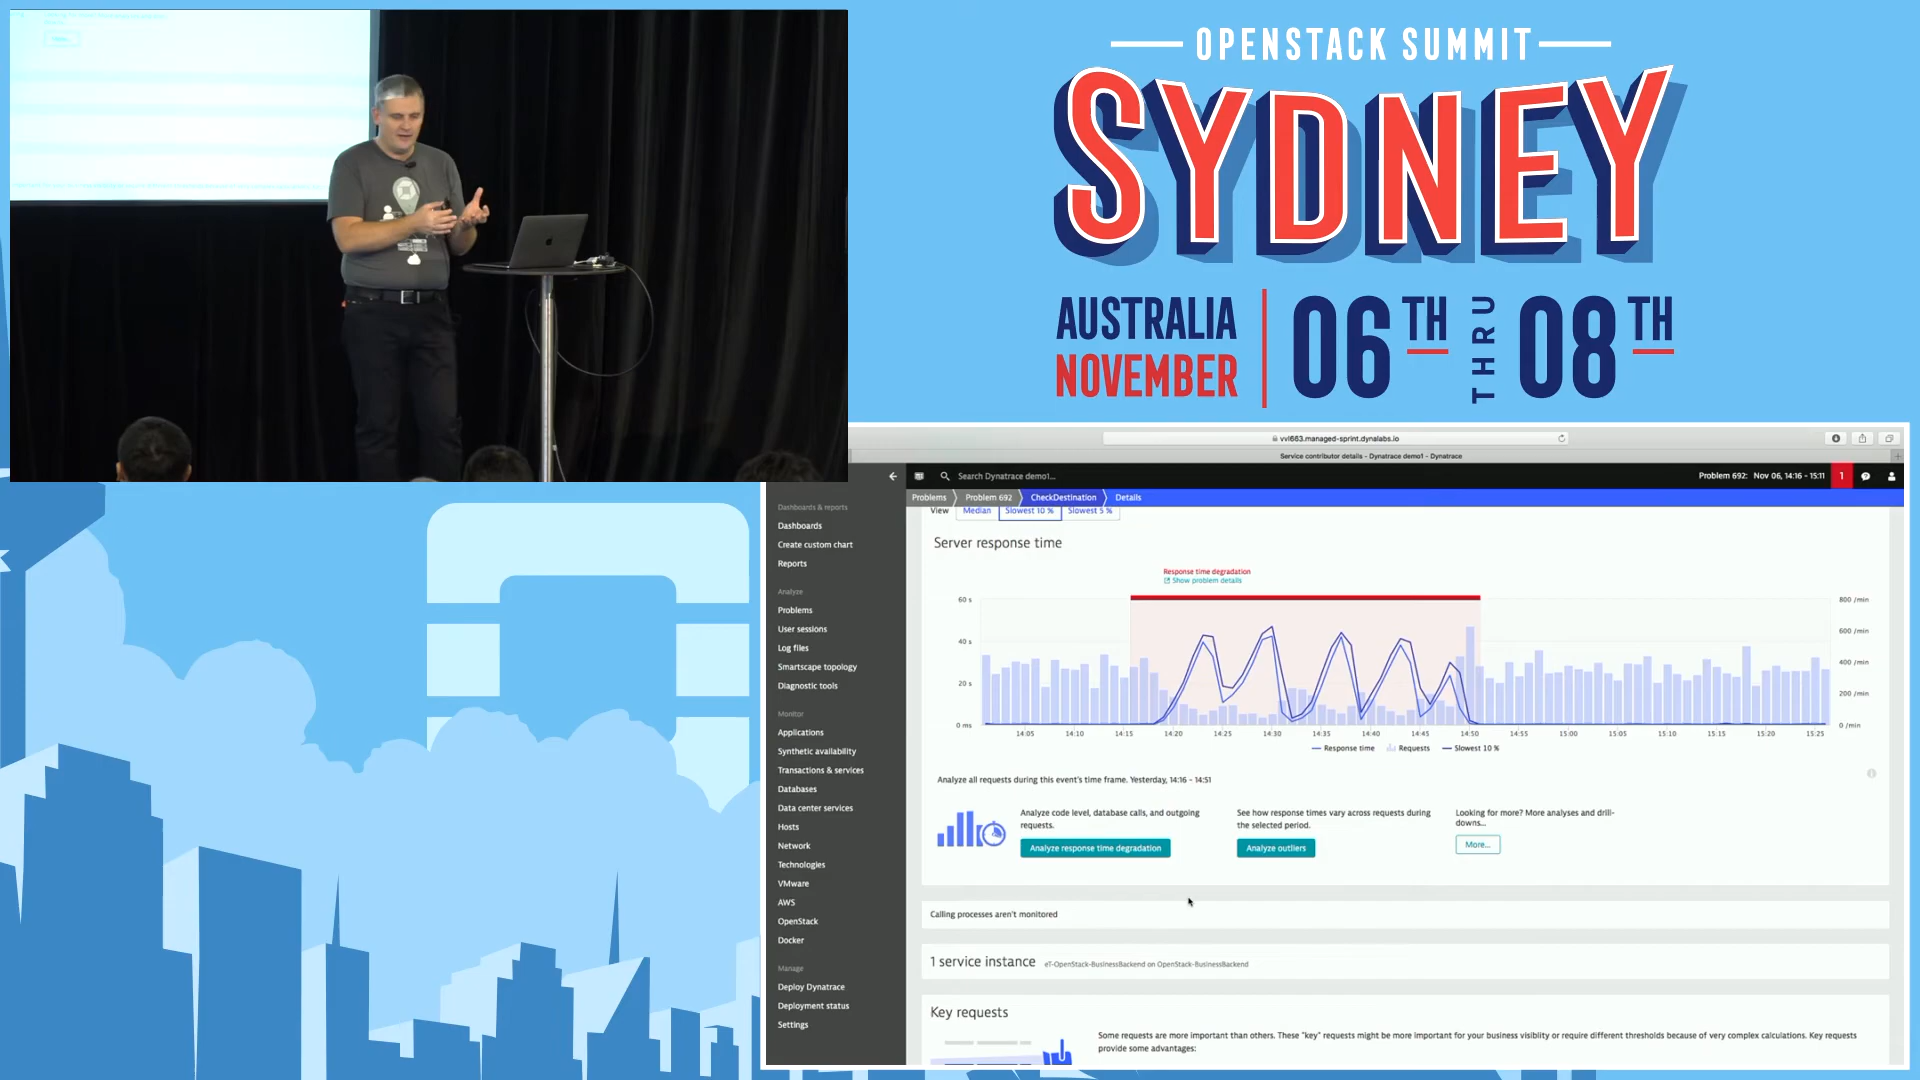 OPENSTACK SUMMIT
SYDNEY
AUSTRALIA
NOVEMBER
06TH THRU 08TH
vvl663.managed-sprint.dynalabs.io
Service contributor details - Dynatrace demo1 - Dynatrace
Search Dynatrace demo1...
Problem 692: Nov 06, 14:16 - 15:11
1
Problems
Problem 692
CheckDestination
Details
Dashboards & reports
Dashboards
Create custom chart
Reports
Analyze
Problems
User sessions
Log files
Smartscape topology
Diagnostic tools
Monitor
Applications
Synthetic availability
Transactions & services
Databases
Data center services
Hosts
Network
Technologies
VMware
AWS
OpenStack
Docker
Manage
Deploy Dynatrace
Deployment status
Settings
View Median Slowest 10 % Slowest 5 %
Server response time
Response time degradation
Show problem details
60 s
40 s
20 s
0 ms
800 /min
600 /min
400 /min
200 /min
0 /min
14:05 14:10 14:15 14:20 14:25 14:30 14:35 14:40 14:45 14:50 14:55 15:00 15:05 15:10 15:15 15:20 15:25
Response time Requests Slowest 10 %
Analyze all requests during this event's time frame. Yesterday, 14:16 - 14:51
Analyze code level, database calls, and outgoing
requests.
Analyze response time degradation
See how response times vary across requests during
the selected period.
Analyze outliers
Looking for more? More analyses and drill-
downs...
More...
Calling processes aren't monitored
1 service instance eT-OpenStack-BusinessBackend on OpenStack-BusinessBackend
Key requests
Some requests are more important than others. These "key" requests might be more important for your business visiblity or require different thresholds because of very complex calculations. Key requests
provide some advantages: